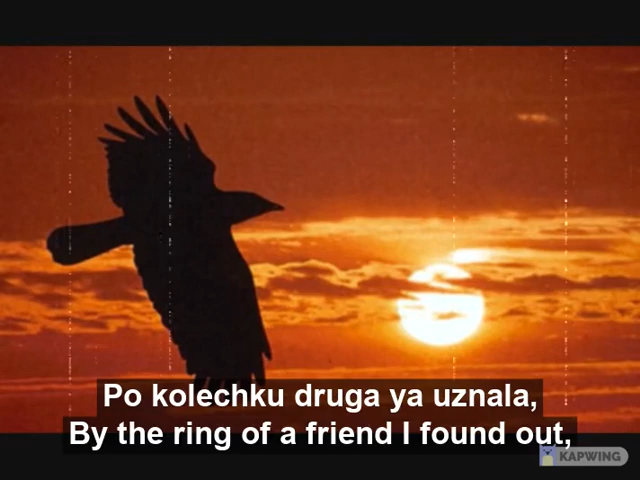 Po kolechku druga ya uznala,
By the ring of a friend I found out,
KAPWING